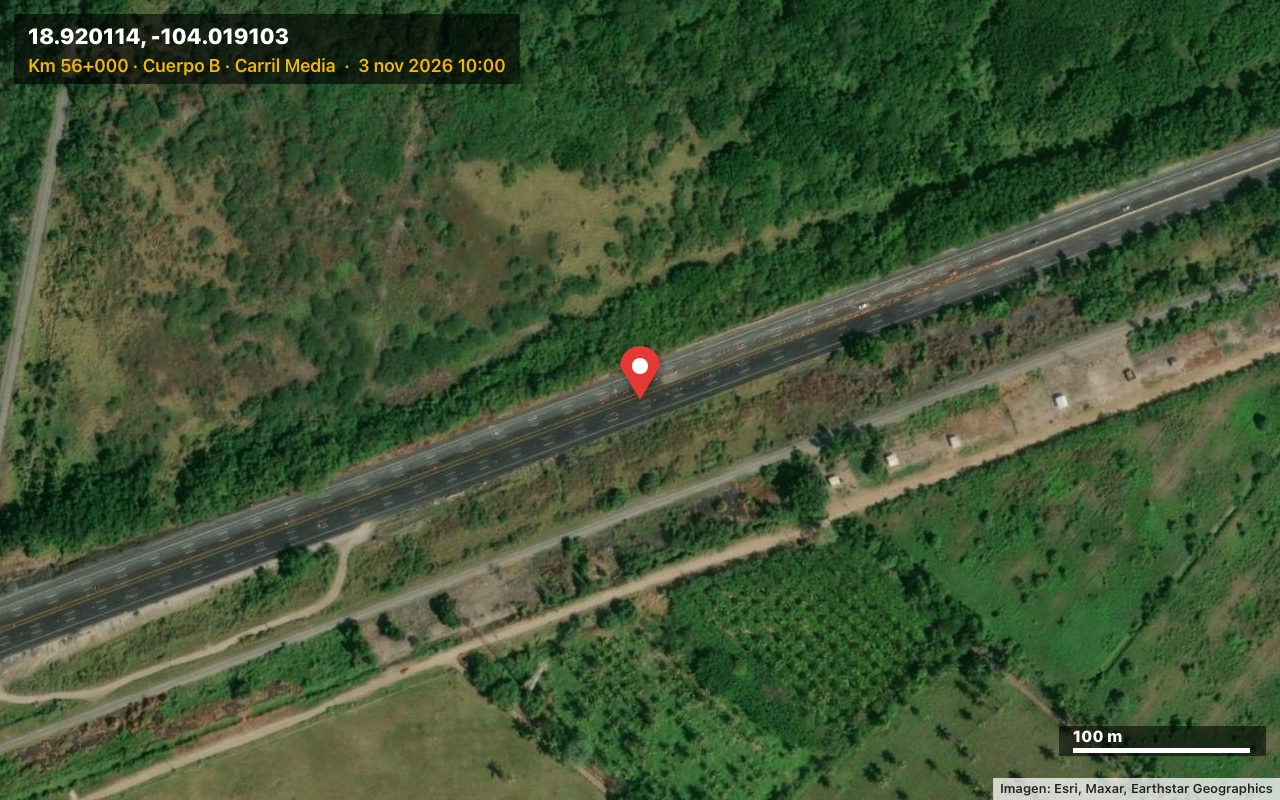 18.920114, -104.019103
Km 56+000 · Cuerpo B · Carril Media · 3 nov 2026 10:00
100 m
Imagen: Esri, Maxar, Earthstar Geographics